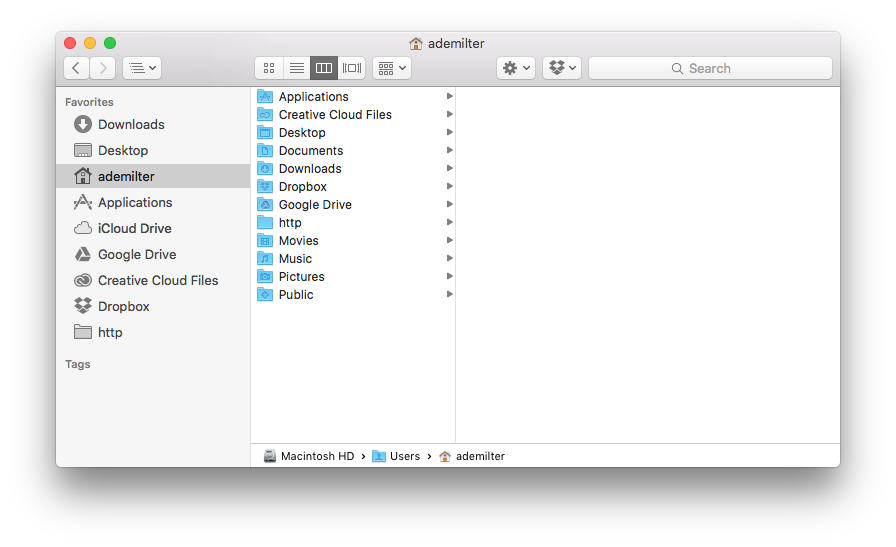 ademilter
Search
Favorites
Downloads
Desktop
ademilter
Applications
iCloud Drive
Google Drive
Creative Cloud Files
Dropbox
http
Tags
Applications
Creative Cloud Files
Desktop
Documents
Downloads
Dropbox
Google Drive
http
Movies
Music
Pictures
Public
Macintosh HD › Users › ademilter